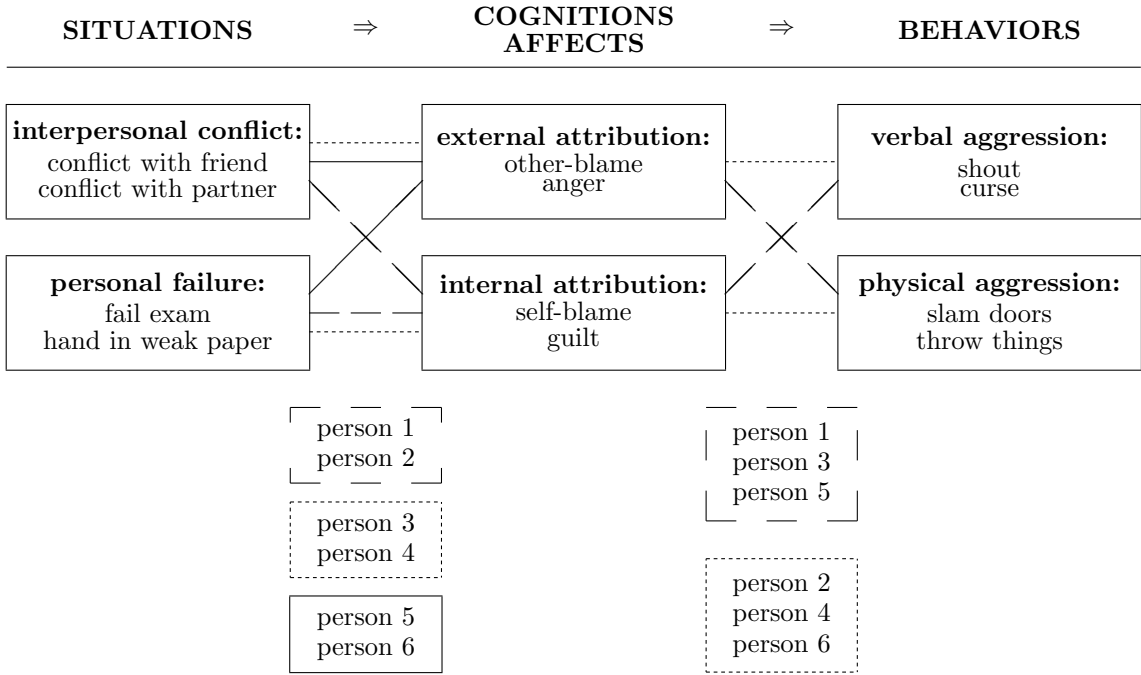 SITUATIONS ⇒ COGNITIONS AFFECTS ⇒ BEHAVIORS
interpersonal conflict:
conflict with friend
conflict with partner
external attribution:
other-blame
anger
verbal aggression:
shout
curse
personal failure:
fail exam
hand in weak paper
internal attribution:
self-blame
guilt
physical aggression:
slam doors
throw things
person 1
person 2
person 3
person 4
person 5
person 6
person 1
person 3
person 5
person 2
person 4
person 6